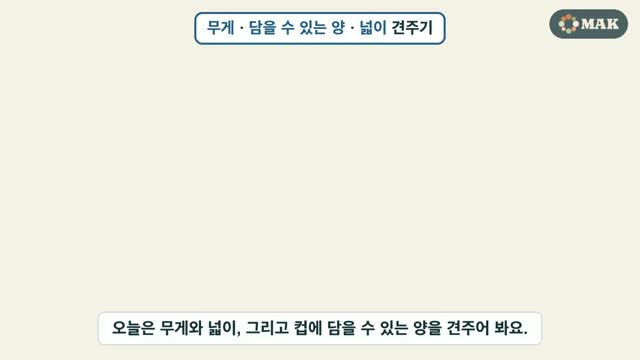 무게 · 담을 수 있는 양 · 넓이 견주기
MAK
오늘은 무게와 넓이, 그리고 컵에 담을 수 있는 양을 견주어 봐요.